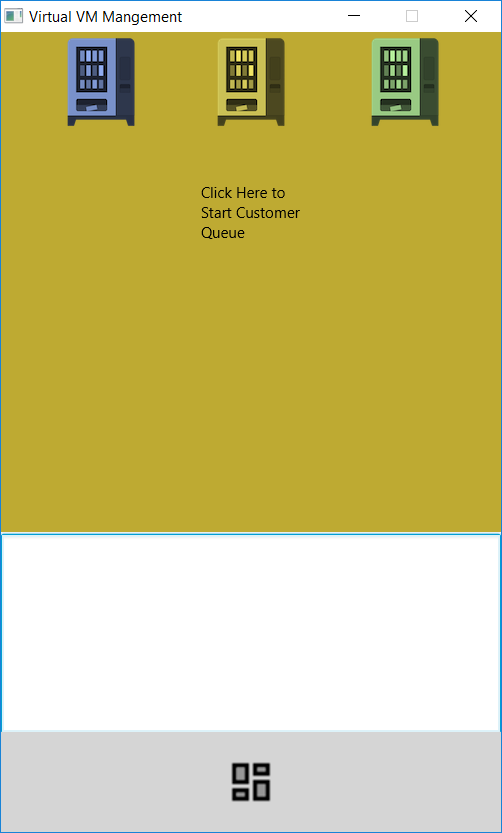 Virtual VM Mangement
Click Here to
Start Customer
Queue